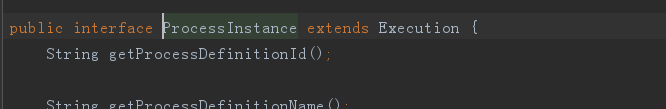 public interface ProcessInstance extends Execution {
String getProcessDefinitionId();
String getProcessDefinitionName();